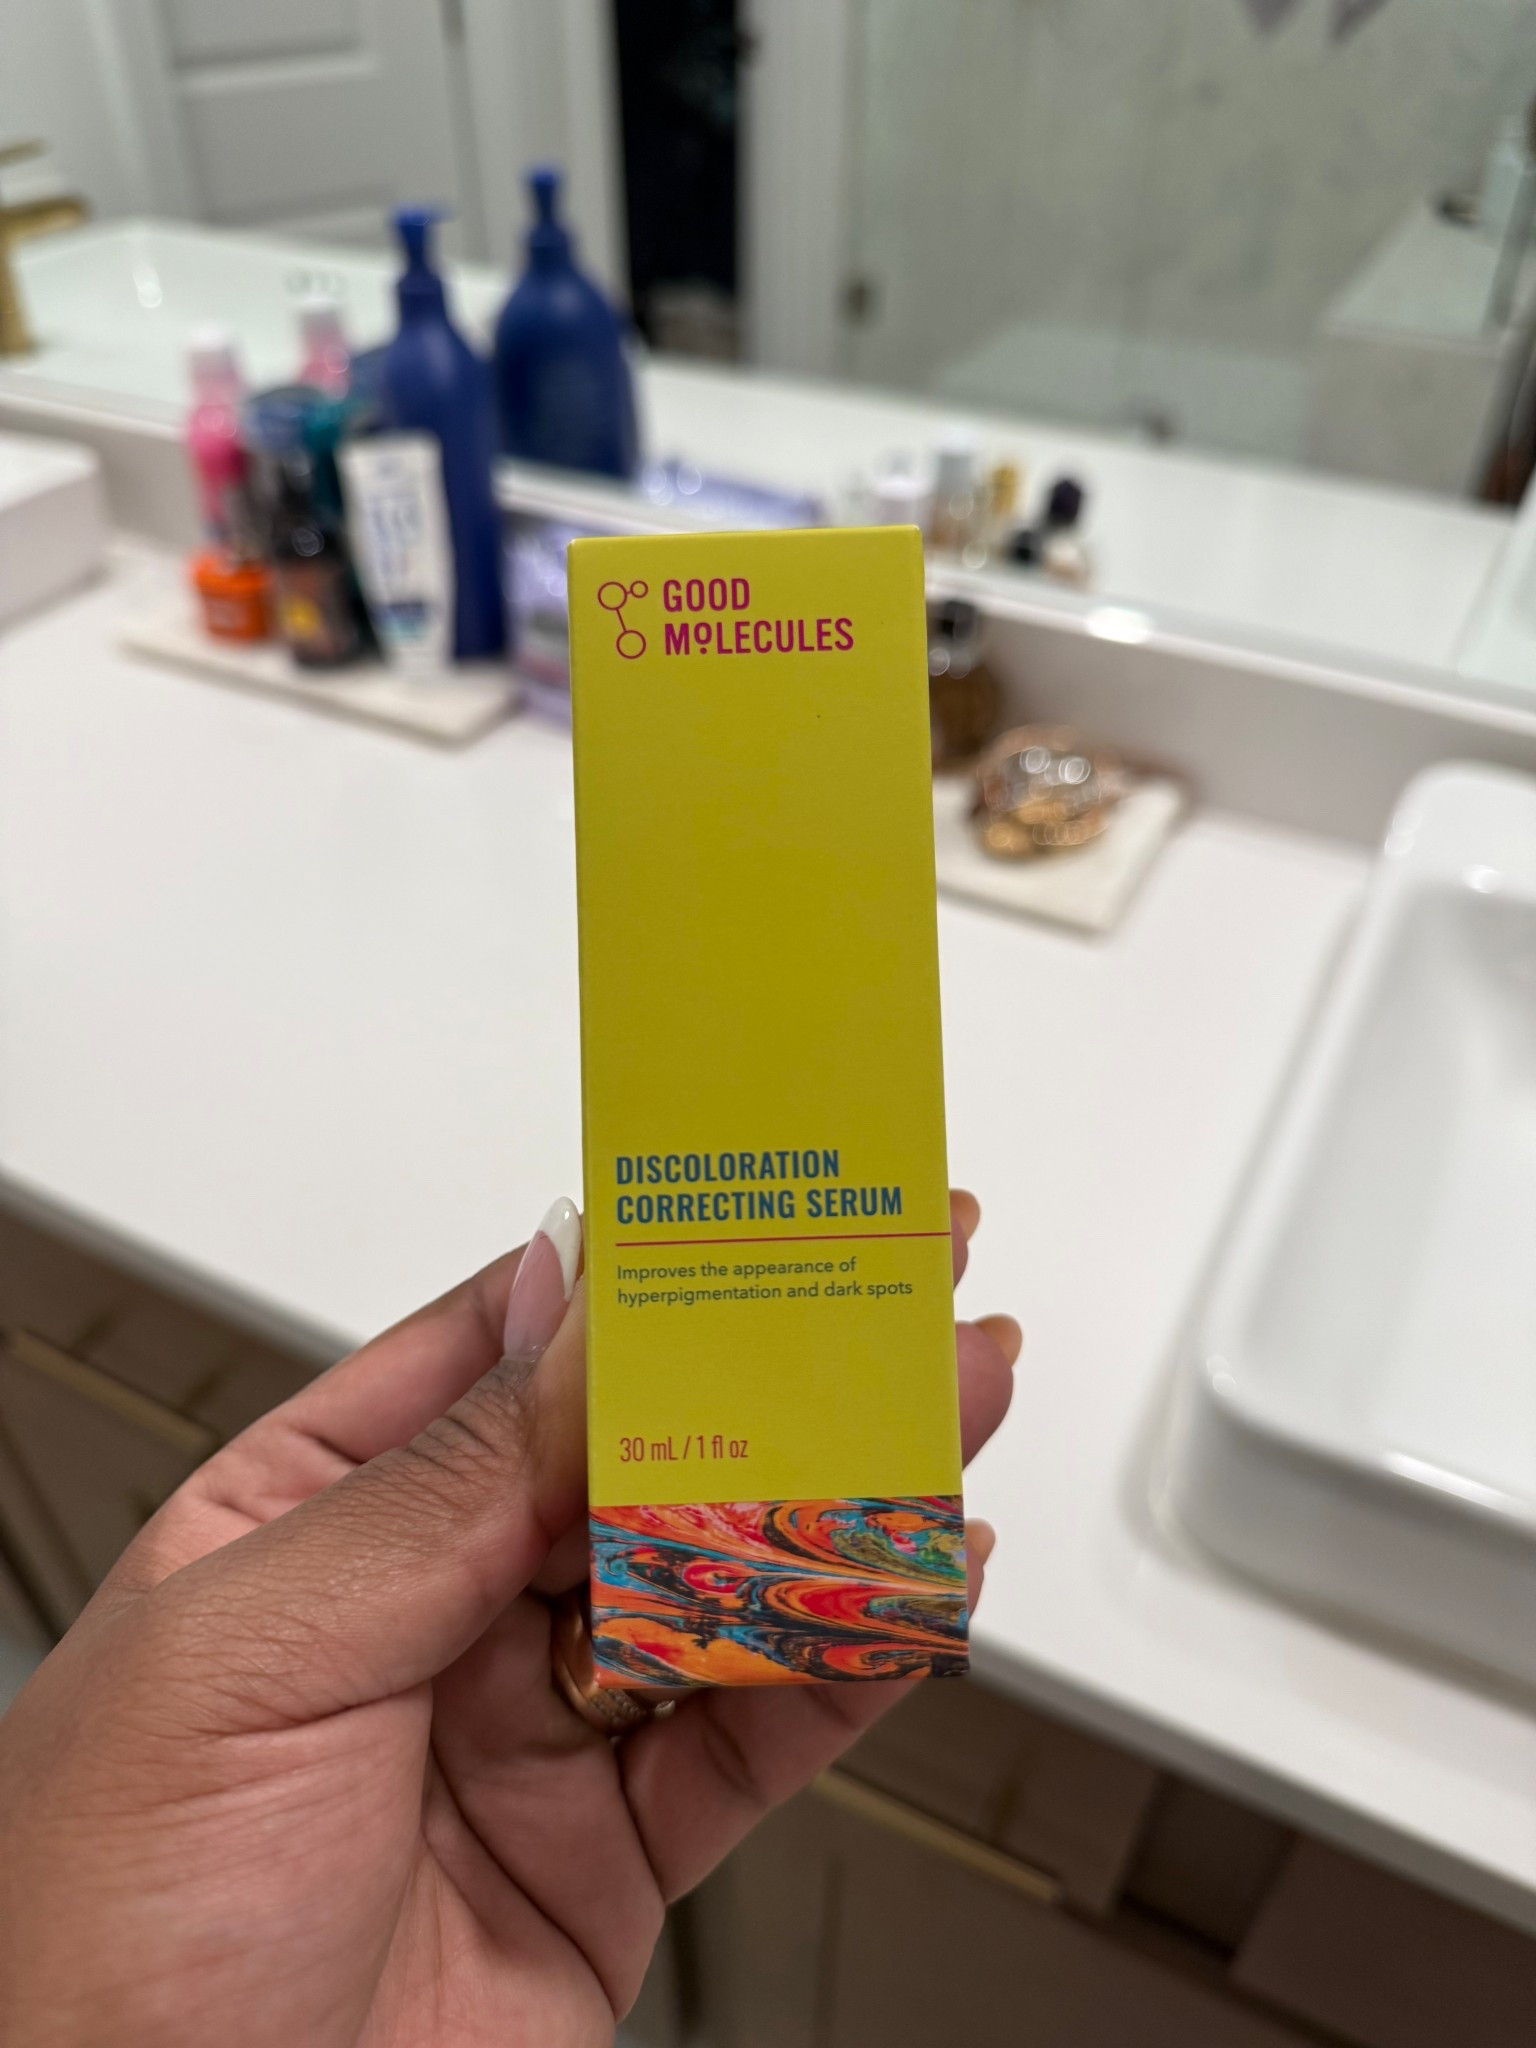 GOOD
MOLECULES
DISCOLORATION
CORRECTING SERUM
Improves the appearance of
hyperpigmentation and dark spots
30 mL / 1 fl oz